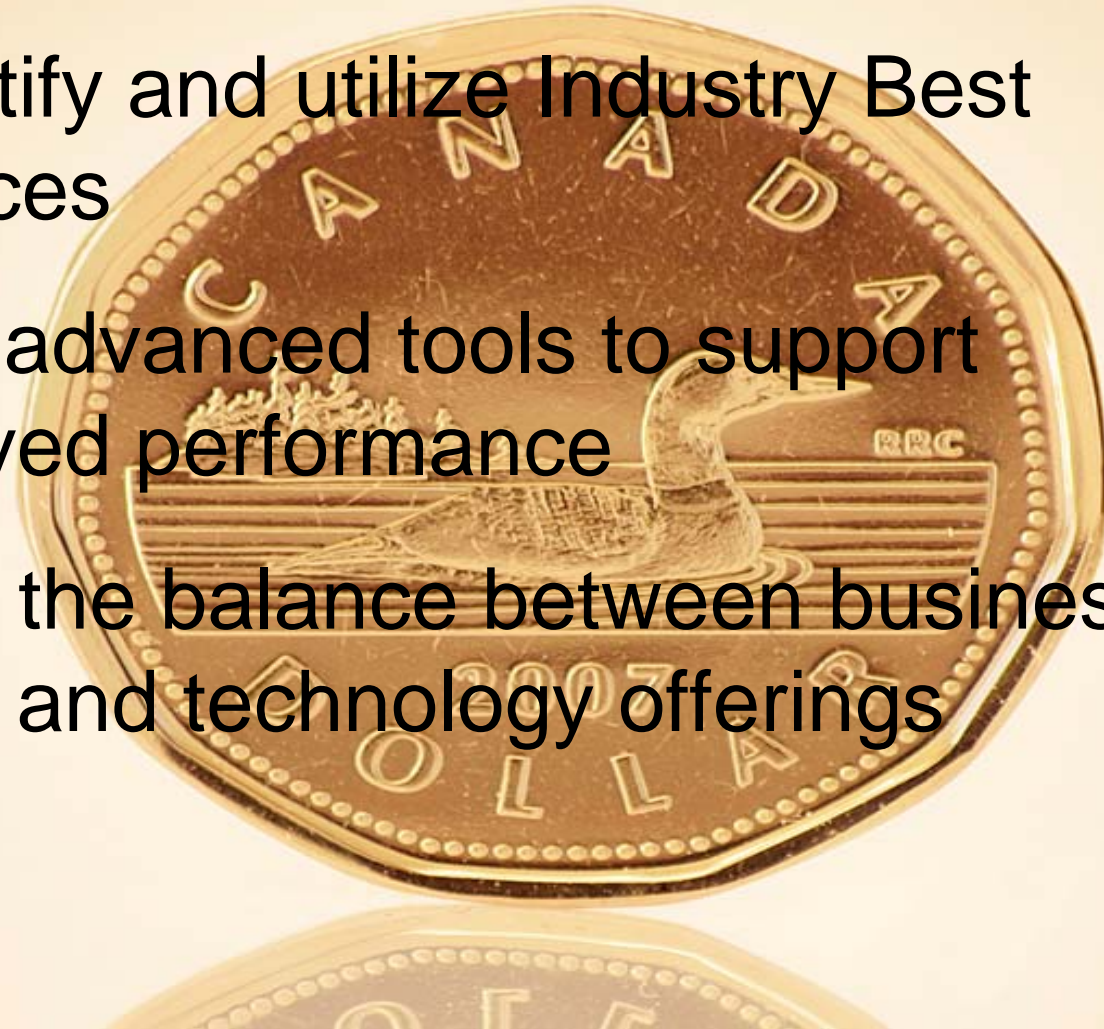 tify and utilize Industry Best
ces
advanced tools to support
ved performance
the balance between busines
and technology offerings
CANADA
RRC
2007
DOLLAR